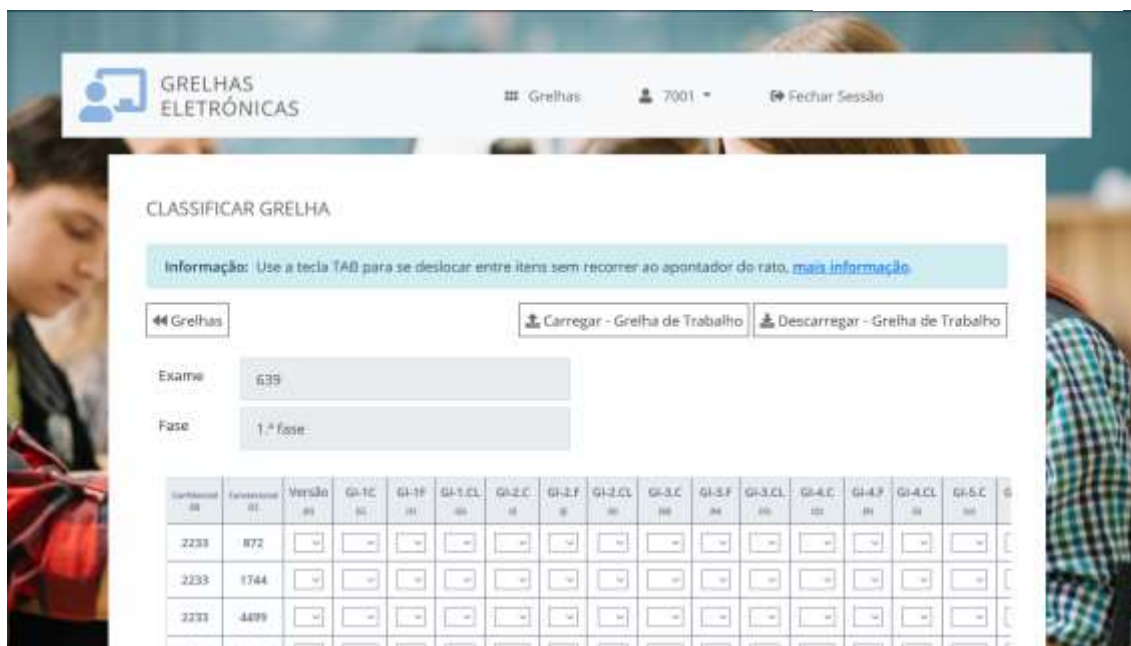 GRELHAS
ELETRÓNICAS
Grelhas
7001
Fechar Sessão
CLASSIFICAR GRELHA
Informação: Use a tecla TAB para se deslocar entre itens sem recorrer ao apontador do rato, mais informação.
Grelhas
Carregar - Grelha de Trabalho
Descarregar - Grelha de Trabalho
Exame 639
Fase 1.ª fase
Versão GI-1C GI-1F GI-1.CL GI-2.C GI-2.F GI-2.CL GI-3.C GI-3.F GI-3.CL GI-4.C GI-4.F GI-4.CL GI-5.C
2233 872
2233 1744
2233 4499